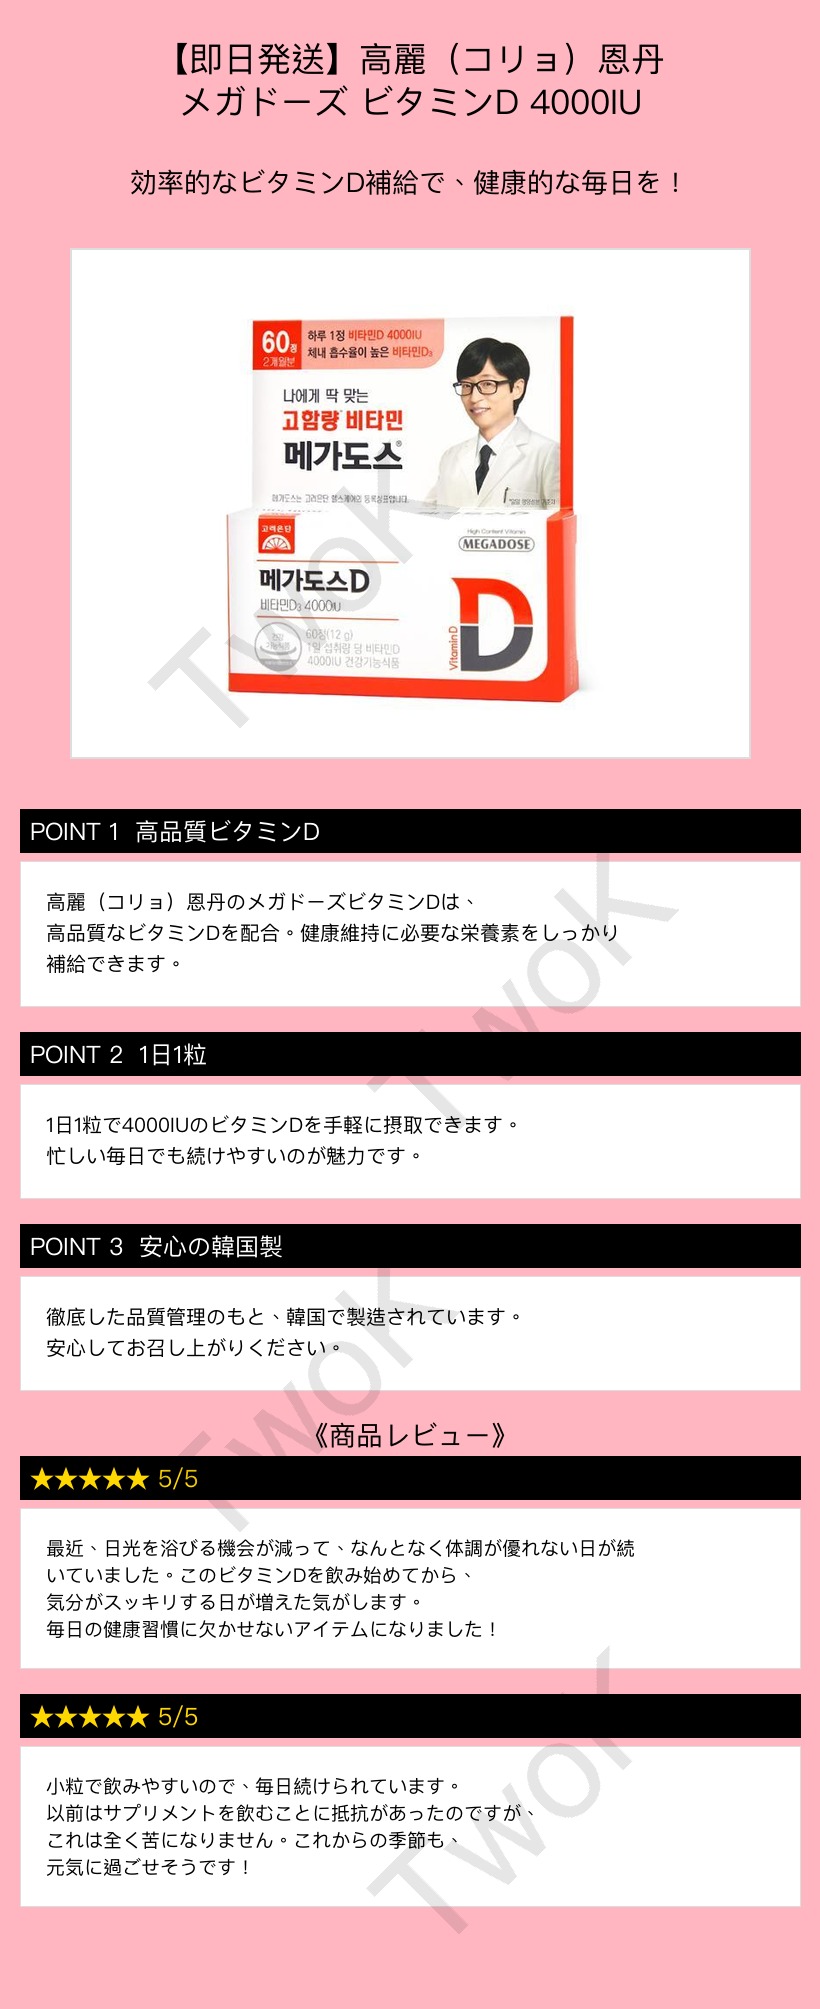 【即日発送】高麗（コリョ）恩丹
メガドーズ ビタミンD 4000IU
効率的なビタミンD補給で、健康的な毎日を！
60정
2개월분
하루 1정 비타민D 4000IU
체내 흡수율이 높은 비타민D₃
나에게 딱 맞는
고함량 비타민
메가도스®
메가도스는 고려은단 헬스케어의 등록상표입니다.
고려은단
High Content Vitamin
MEGADOSE
메가도스D
비타민D₃ 4000IU
건강
기능식품
60정(12 g)
1일 섭취량 당 비타민D
4000IU 건강기능식품
Vitamin D
D
TwoK
POINT 1 高品質ビタミンD
高麗（コリョ）恩丹のメガドーズビタミンDは、
高品質なビタミンDを配合。健康維持に必要な栄養素をしっかり
補給できます。
TwoK
POINT 2 1日1粒
1日1粒で4000IUのビタミンDを手軽に摂取できます。
忙しい毎日でも続けやすいのが魅力です。
POINT 3 安心の韓国製
徹底した品質管理のもと、韓国で製造されています。
安心してお召し上がりください。
TwoK
《商品レビュー》
★★★★★ 5/5
最近、日光を浴びる機会が減って、なんとなく体調が優れない日が続
いていました。このビタミンDを飲み始めてから、
気分がスッキリする日が増えた気がします。
毎日の健康習慣に欠かせないアイテムになりました！
★★★★★ 5/5
小粒で飲みやすいので、毎日続けられています。
以前はサプリメントを飲むことに抵抗があったのですが、
これは全く苦になりません。これからの季節も、
元気に過ごせそうです！
TwoK